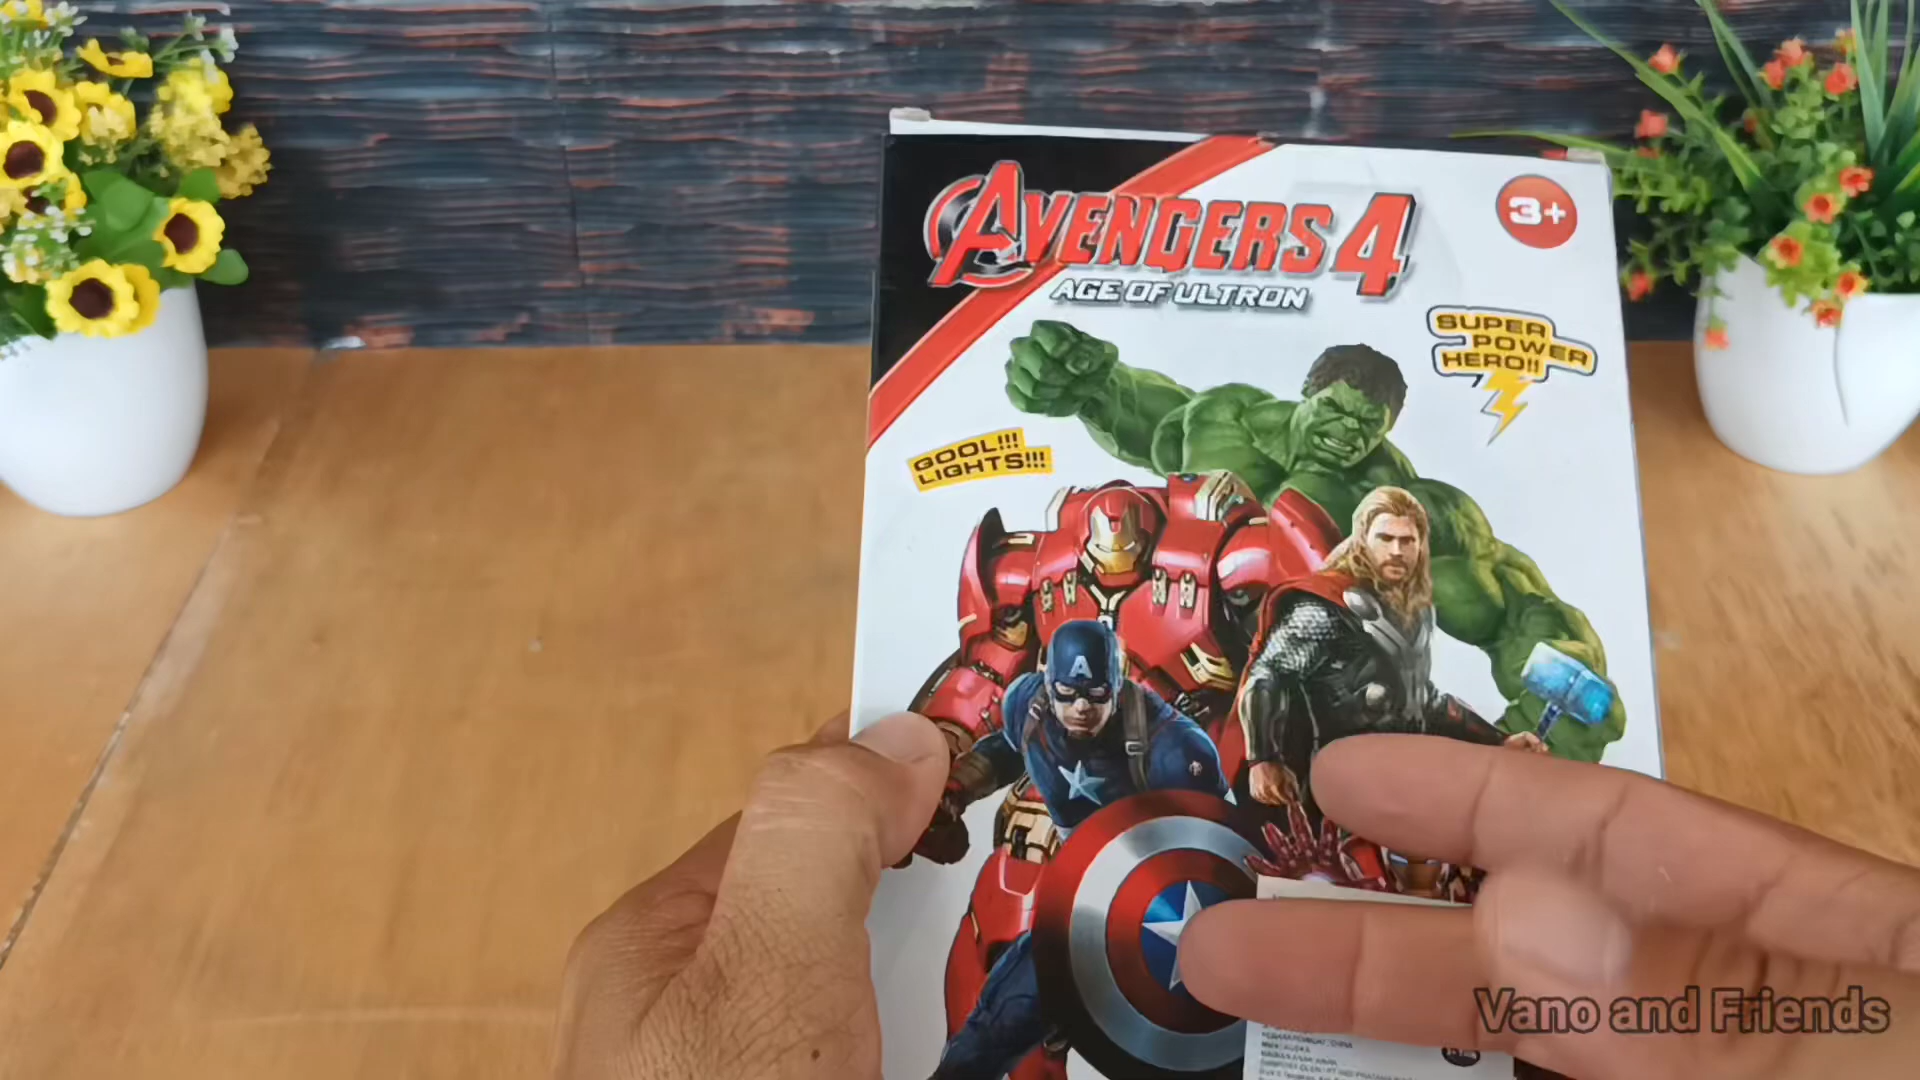 AVENGERS 4
3+
AGE OF ULTRON
SUPER
POWER
HERO!!
GOOL!!!
LIGHTS!!!
A
Vano and Friends